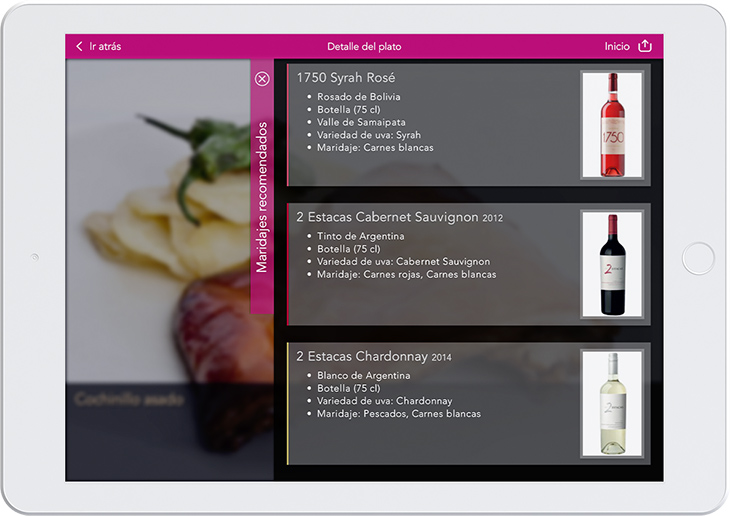 Ir atrás
Detalle del plato
Inicio
Cochinillo asado
Maridajes recomendados
1750 Syrah Rosé
• Rosado de Bolivia
• Botella (75 cl)
• Valle de Samaipata
• Variedad de uva: Syrah
• Maridaje: Carnes blancas
1750
2 Estacas Cabernet Sauvignon 2012
• Tinto de Argentina
• Botella (75 cl)
• Variedad de uva: Cabernet Sauvignon
• Maridaje: Carnes rojas, Carnes blancas
2
2 Estacas Chardonnay 2014
• Blanco de Argentina
• Botella (75 cl)
• Variedad de uva: Chardonnay
• Maridaje: Pescados, Carnes blancas
2